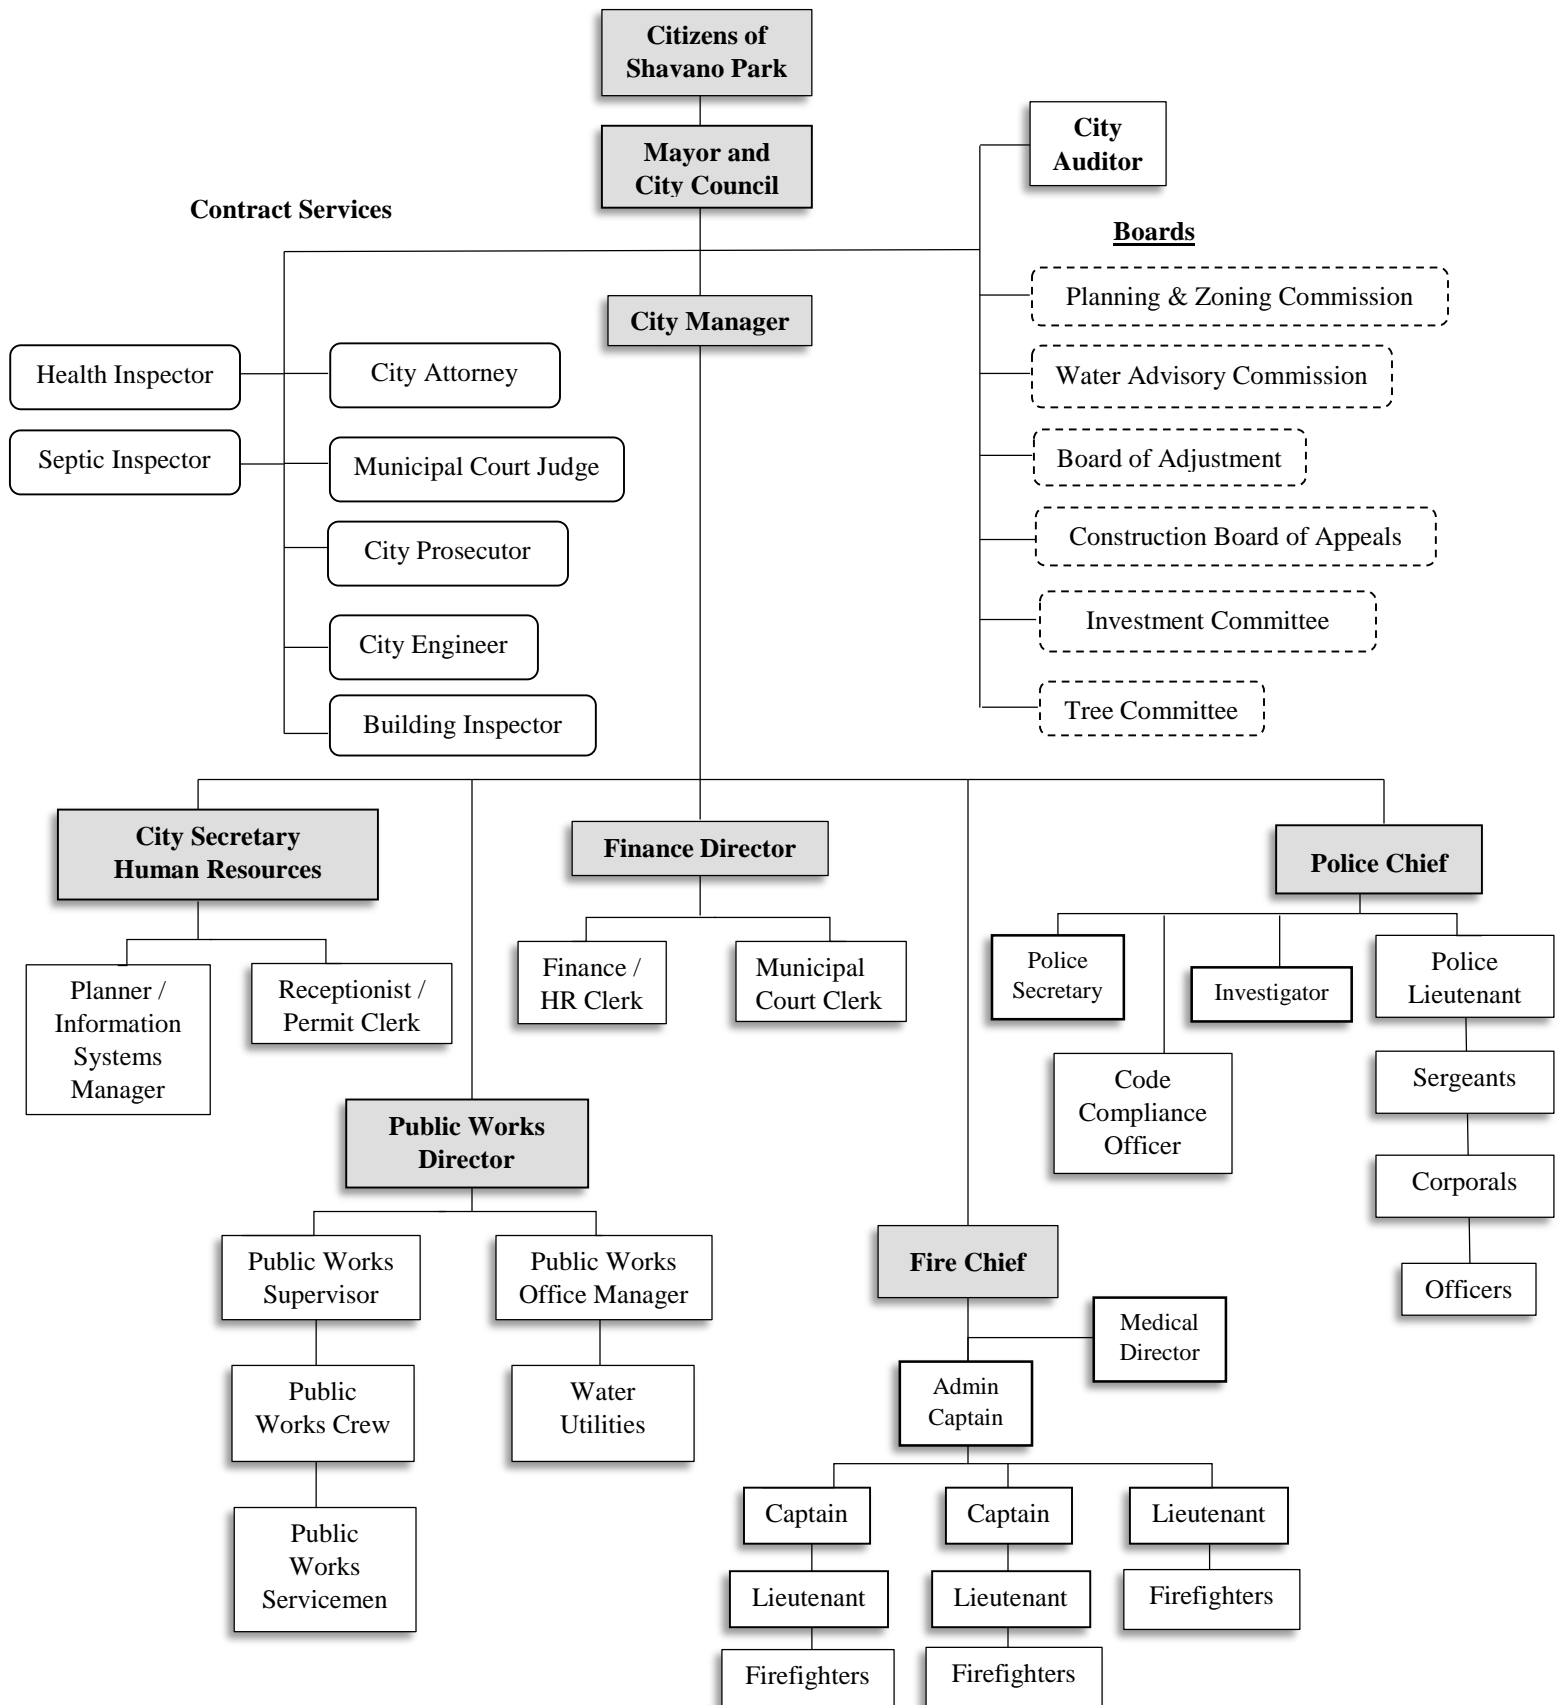 Citizens of
Shavano Park
Mayor and
City Council
City
Auditor
Contract Services
Boards
Planning & Zoning Commission
City Manager
Health Inspector
City Attorney
Water Advisory Commission
Septic Inspector
Municipal Court Judge
Board of Adjustment
City Prosecutor
Construction Board of Appeals
City Engineer
Investment Committee
Building Inspector
Tree Committee
City Secretary
Human Resources
Finance Director
Police Chief
Planner /
Information
Systems
Manager
Receptionist /
Permit Clerk
Finance /
HR Clerk
Municipal
Court Clerk
Police
Secretary
Investigator
Police
Lieutenant
Code
Compliance
Officer
Sergeants
Corporals
Officers
Public Works
Director
Public Works
Supervisor
Public Works
Office Manager
Public
Works Crew
Water
Utilities
Public
Works
Servicemen
Fire Chief
Medical
Director
Admin
Captain
Captain
Captain
Lieutenant
Lieutenant
Lieutenant
Firefighters
Firefighters
Firefighters